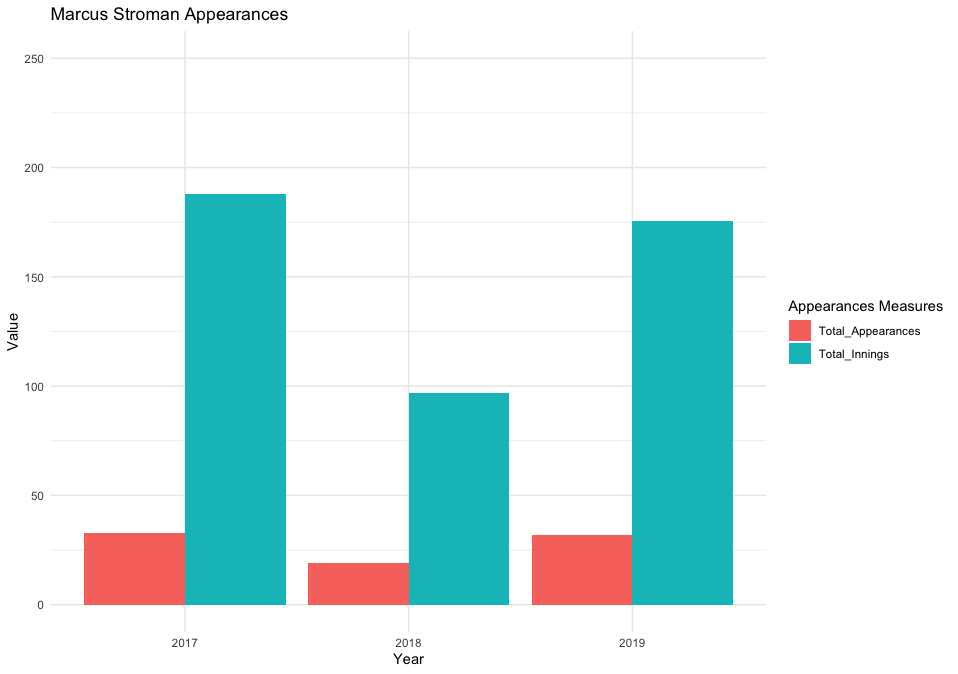 Marcus Stroman Appearances
250
200
150
100
50
0
Value
2017
2018
2019
Year
Appearances Measures
Total_Appearances
Total_Innings